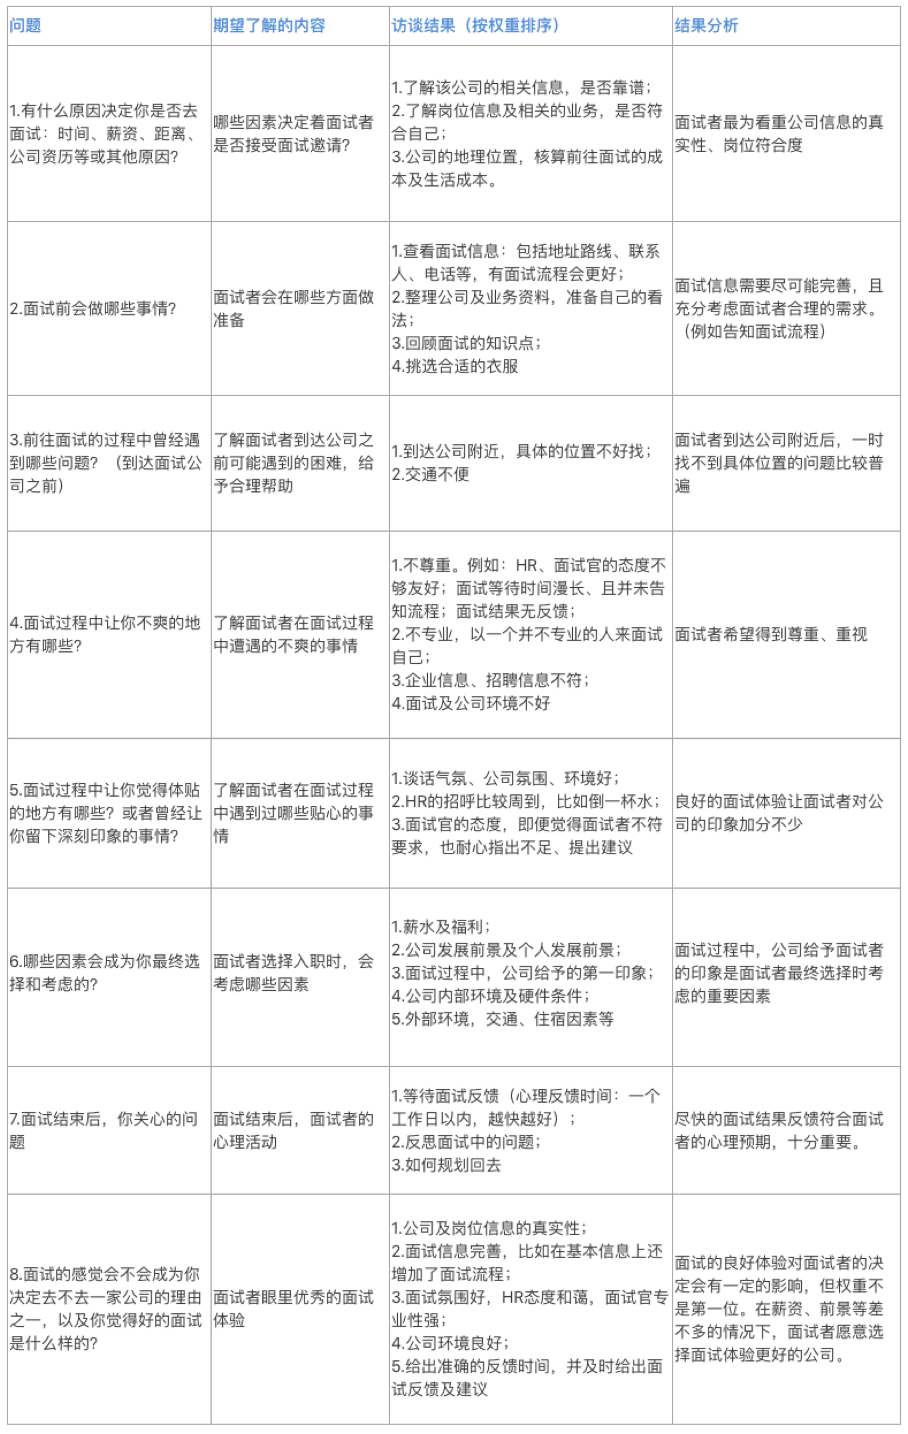 问题
期望了解的内容
访谈结果（按权重排序）
结果分析
1.有什么原因决定你是否去
面试：时间、薪资、距离、
公司资历等或其他原因?
哪些因素决定着面试者
是否接受面试邀请?
1.了解该公司的相关信息，是否靠谱；
2.了解岗位信息及相关的业务，是否符
合自己；
3.公司的地理位置，核算前往面试的成
本及生活成本。
面试者最为看重公司信息的真
实性、岗位符合度
2.面试前会做哪些事情?
面试者会在哪些方面做
准备
1.查看面试信息：包括地址路线、联系
人、电话等，有面试流程会更好；
2.整理公司及业务资料，准备自己的看
法；
3.回顾面试的知识点；
4.挑选合适的衣服
面试信息需要尽可能完善，且
充分考虑面试者合理的需求。
（例如告知面试流程）
3.前往面试的过程中曾经遇
到哪些问题？（到达面试公
司之前）
了解面试者到达公司之
前可能遇到的困难，给
予合理帮助
1.到达公司附近，具体的位置不好找；
2.交通不便
面试者到达公司附近后，一时
找不到具体位置的问题比较普
遍
4.面试过程中让你不爽的地
方有哪些?
了解面试者在面试过程
中遭遇的不爽的事情
1.不尊重。例如：HR、面试官的态度不
够友好；面试等待时间漫长、且并未告
知流程；面试结果无反馈；
2.不专业，以一个并不专业的人来面试
自己；
3.企业信息、招聘信息不符；
4.面试及公司环境不好
面试者希望得到尊重、重视
5.面试过程中让你觉得体贴
的地方有哪些？或者曾经让
你留下深刻印象的事情?
了解面试者在面试过程
中遇到过哪些贴心的事
情
1.谈话气氛、公司氛围、环境好；
2.HR的招呼比较周到，比如倒一杯水；
3.面试官的态度，即便觉得面试者不符
要求，也耐心指出不足、提出建议
良好的面试体验让面试者对公
司的印象加分不少
6.哪些因素会成为你最终选
择和考虑的?
面试者选择入职时，会
考虑哪些因素
1.薪水及福利；
2.公司发展前景及个人发展前景；
3.面试过程中，公司给予的第一印象；
4.公司内部环境及硬件条件；
5.外部环境，交通、住宿因素等
面试过程中，公司给予面试者
的印象是面试者最终选择时考
虑的重要因素
7.面试结束后，你关心的问
题
面试结束后，面试者的
心理活动
1.等待面试反馈（心理反馈时间：一个
工作日以内，越快越好）；
2.反思面试中的问题；
3.如何规划回去
尽快的面试结果反馈符合面试
者的心理预期，十分重要。
8.面试的感觉会不会成为你
决定去不去一家公司的理由
之一，以及你觉得好的面试
是什么样的?
面试者眼里优秀的面试
体验
1.公司及岗位信息的真实性；
2.面试信息完善，比如在基本信息上还
增加了面试流程；
3.面试氛围好，HR态度和蔼，面试官专
业性强；
4.公司环境良好；
5.给出准确的反馈时间，并及时给出面
试反馈及建议
面试的良好体验对面试者的决
定会有一定的影响，但权重不
是第一位。在薪资、前景等差
不多的情况下，面试者愿意选
择面试体验更好的公司。